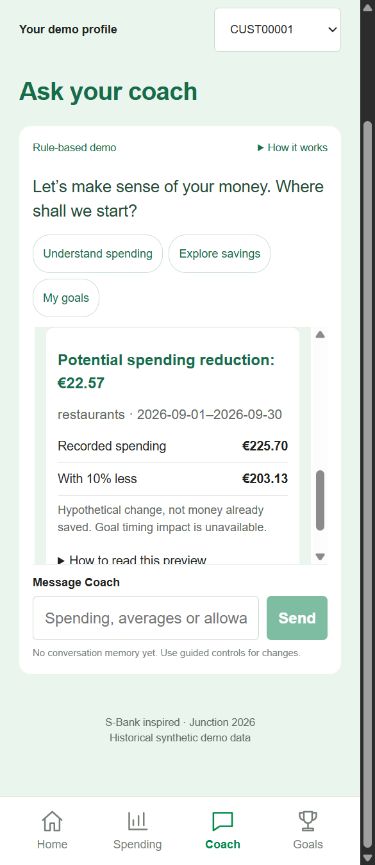 Your demo profile
CUST00001
Ask your coach
Rule-based demo
▶ How it works
Let's make sense of your money. Where
shall we start?
Understand spending
Explore savings
My goals
Potential spending reduction:
€22.57
restaurants · 2026-09-01–2026-09-30
Recorded spending €225.70
With 10% less €203.13
Hypothetical change, not money already
saved. Goal timing impact is unavailable.
▶ How to read this preview
Message Coach
Spending, averages or allowa
Send
No conversation memory yet. Use guided controls for changes.
S-Bank inspired · Junction 2026
Historical synthetic demo data
Home
Spending
Coach
Goals